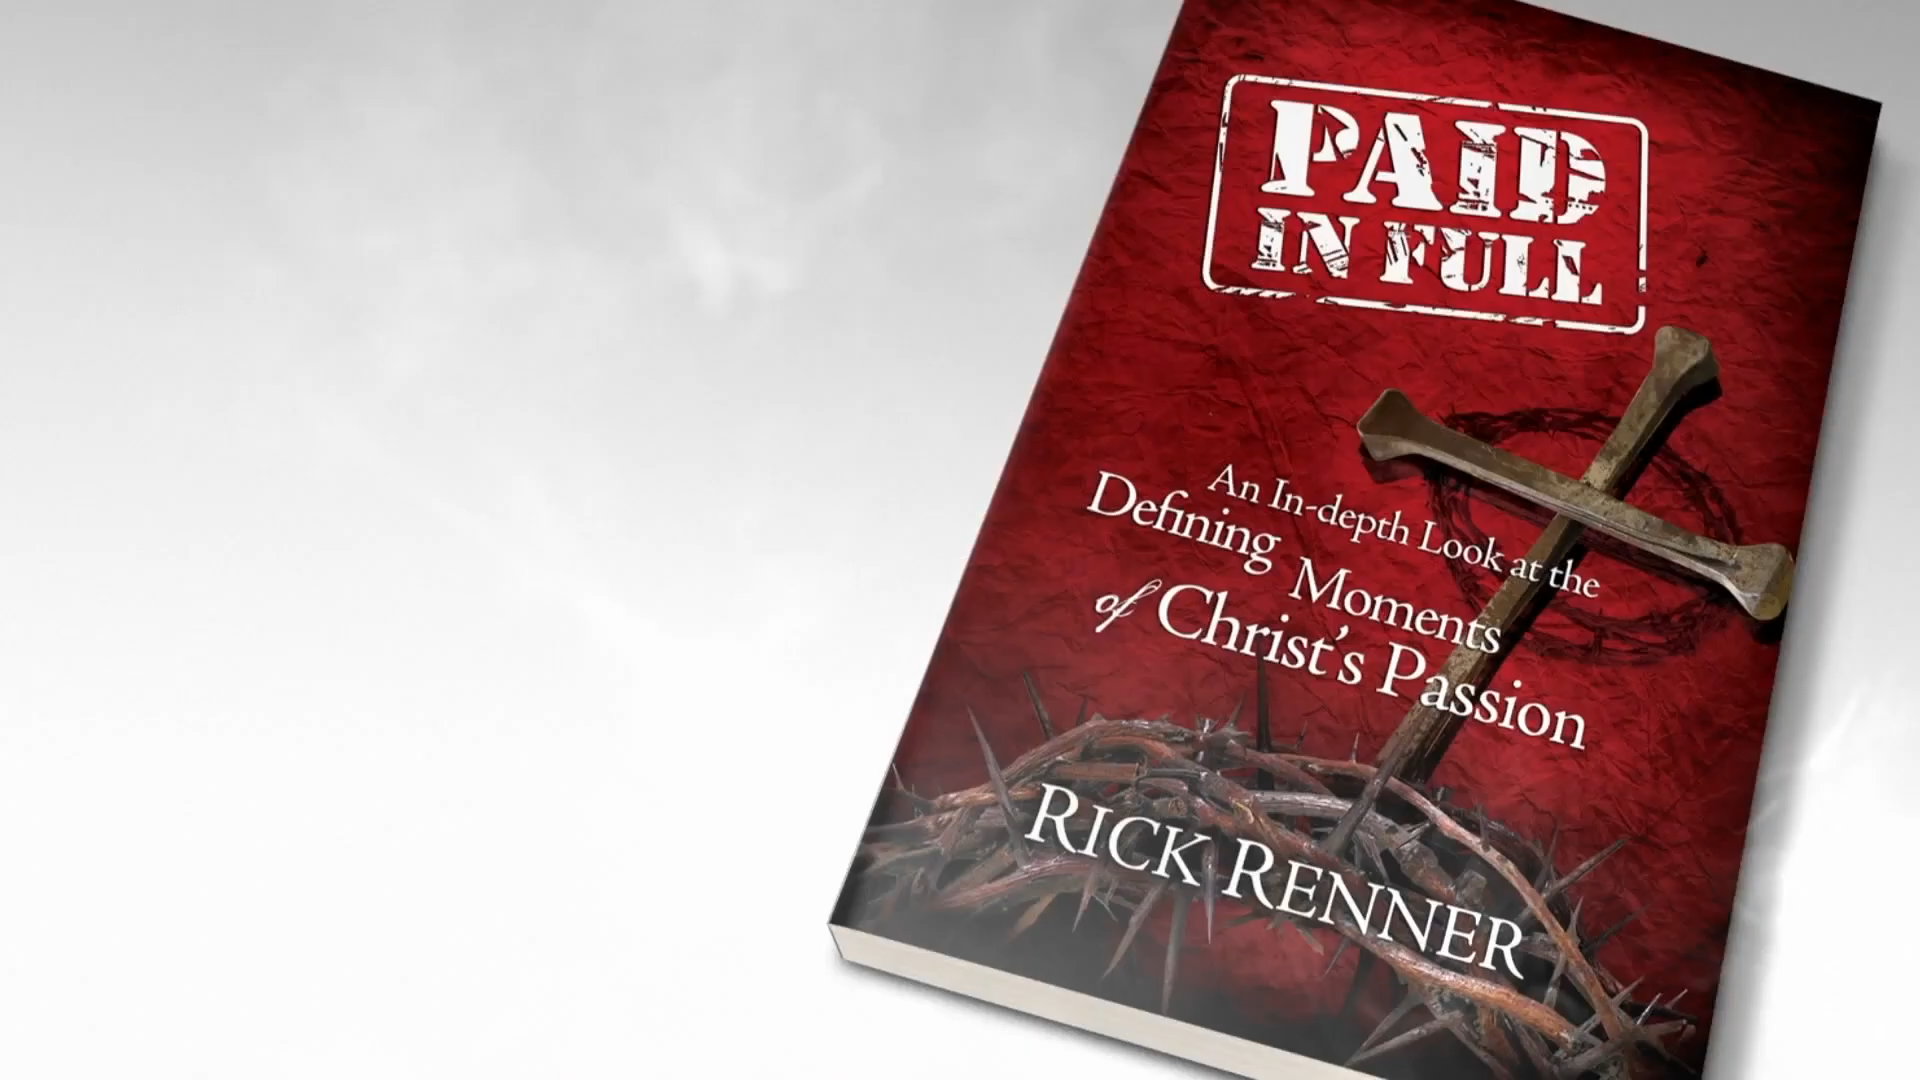 PAID
IN FULL
An In-depth Look at the
Defining Moments
of Christ's Passion
RICK RENNER